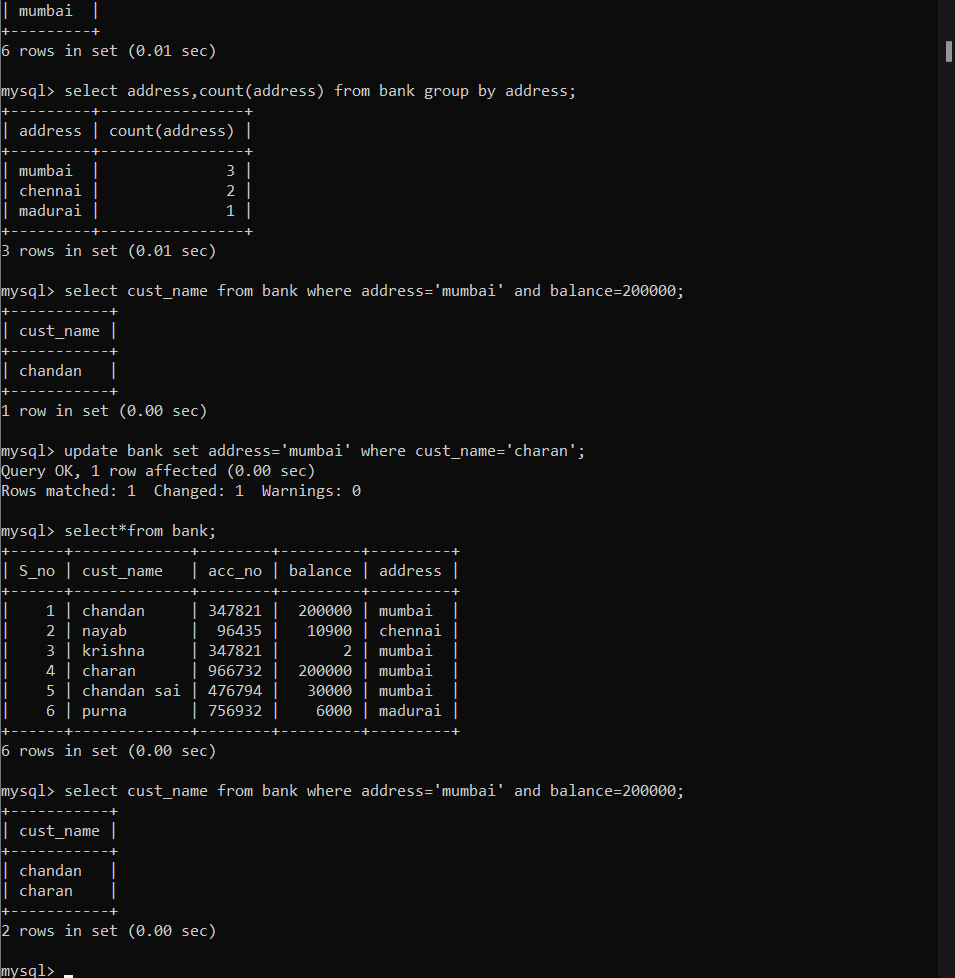 | mumbai  |
+---------+
6 rows in set (0.01 sec)

mysql> select address,count(address) from bank group by address;
+---------+----------------+
| address | count(address) |
+---------+----------------+
| mumbai  |              3 |
| chennai |              2 |
| madurai |              1 |
+---------+----------------+
3 rows in set (0.01 sec)

mysql> select cust_name from bank where address='mumbai' and balance=200000;
+-----------+
| cust_name |
+-----------+
| chandan   |
+-----------+
1 row in set (0.00 sec)

mysql> update bank set address='mumbai' where cust_name='charan';
Query OK, 1 row affected (0.00 sec)
Rows matched: 1  Changed: 1  Warnings: 0

mysql> select*from bank;
+------+-------------+--------+---------+---------+
| S_no | cust_name   | acc_no | balance | address |
+------+-------------+--------+---------+---------+
|    1 | chandan     | 347821 |  200000 | mumbai  |
|    2 | nayab       |  96435 |   10900 | chennai |
|    3 | krishna     | 347821 |       2 | mumbai  |
|    4 | charan      | 966732 |  200000 | mumbai  |
|    5 | chandan sai | 476794 |   30000 | mumbai  |
|    6 | purna       | 756932 |    6000 | madurai |
+------+-------------+--------+---------+---------+
6 rows in set (0.00 sec)

mysql> select cust_name from bank where address='mumbai' and balance=200000;
+-----------+
| cust_name |
+-----------+
| chandan   |
| charan    |
+-----------+
2 rows in set (0.00 sec)

mysql> _